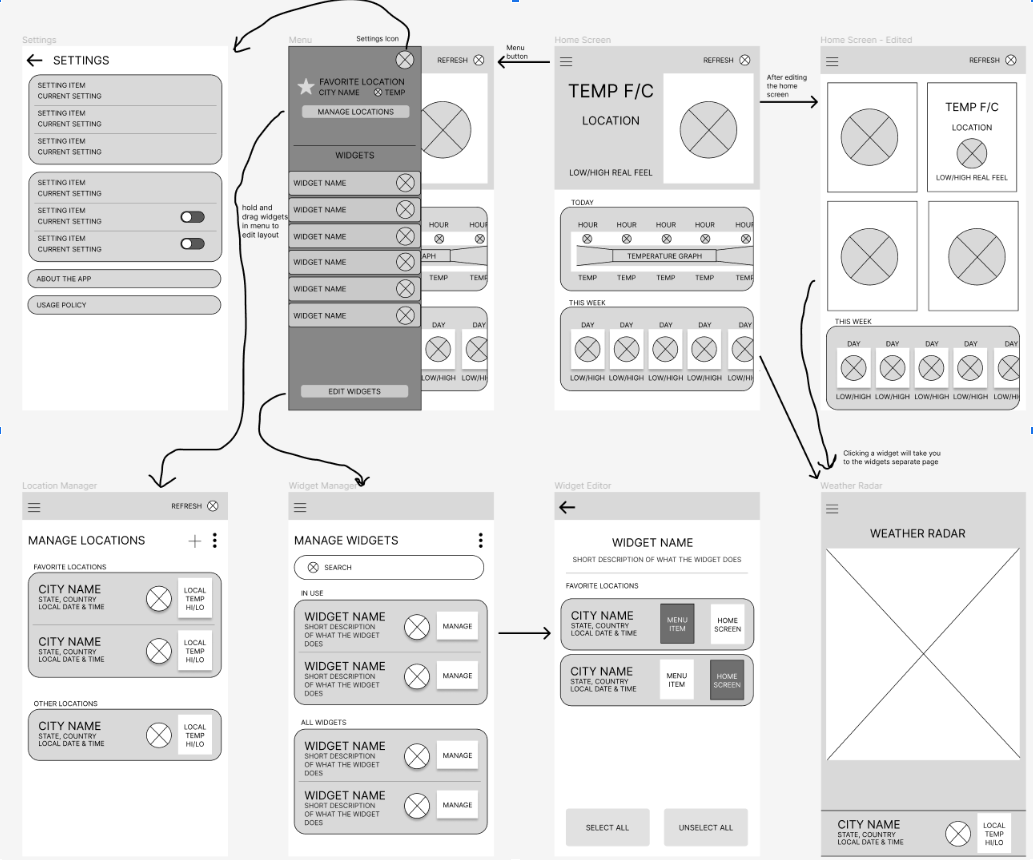 Settings
SETTINGS
SETTING ITEM
CURRENT SETTING
SETTING ITEM
CURRENT SETTING
SETTING ITEM
CURRENT SETTING
SETTING ITEM
CURRENT SETTING
SETTING ITEM
CURRENT SETTING
SETTING ITEM
CURRENT SETTING
ABOUT THE APP
USAGE POLICY
Menu
Settings Icon
FAVORITE LOCATION
CITY NAME
TEMP
MANAGE LOCATIONS
WIDGETS
WIDGET NAME
WIDGET NAME
WIDGET NAME
WIDGET NAME
WIDGET NAME
WIDGET NAME
EDIT WIDGETS
hold and
drag widgets
in menu to
edit layout
REFRESH
HOUR
HOU
APH
TEMP
TEMP
DAY
DA
LOW/HIGH
LOW/H
Menu
button
Home Screen
REFRESH
TEMP F/C
LOCATION
LOW/HIGH REAL FEEL
TODAY
HOUR HOUR HOUR HOUR HOU
TEMPERATURE GRAPH
TEMP TEMP TEMP TEMP TEMP
THIS WEEK
DAY DAY DAY DAY DA
LOW/HIGH LOW/HIGH LOW/HIGH LOW/HIGH LOW/H
After editing
the home
screen
Home Screen - Edited
REFRESH
TEMP F/C
LOCATION
LOW/HIGH REAL FEEL
THIS WEEK
DAY DAY DAY DAY DA
LOW/HIGH LOW/HIGH LOW/HIGH LOW/HIGH LOW/H
Clicking a widget will take you
to the widgets separate page
Location Manager
REFRESH
MANAGE LOCATIONS
FAVORITE LOCATIONS
CITY NAME
STATE, COUNTRY
LOCAL DATE & TIME
LOCAL
TEMP
HI/LO
CITY NAME
STATE, COUNTRY
LOCAL DATE & TIME
LOCAL
TEMP
HI/LO
OTHER LOCATIONS
CITY NAME
STATE, COUNTRY
LOCAL DATE & TIME
LOCAL
TEMP
HI/LO
Widget Manager
MANAGE WIDGETS
SEARCH
IN USE
WIDGET NAME
SHORT DESCRIPTION
OF WHAT THE WIDGET
DOES
MANAGE
WIDGET NAME
SHORT DESCRIPTION
OF WHAT THE WIDGET
DOES
MANAGE
ALL WIDGETS
WIDGET NAME
SHORT DESCRIPTION
OF WHAT THE WIDGET
DOES
MANAGE
WIDGET NAME
SHORT DESCRIPTION
OF WHAT THE WIDGET
DOES
MANAGE
Widget Editor
WIDGET NAME
SHORT DESCRIPTION OF WHAT THE WIDGET DOES
FAVORITE LOCATIONS
CITY NAME
STATE, COUNTRY
LOCAL DATE & TIME
MENU
ITEM
HOME
SCREEN
CITY NAME
STATE, COUNTRY
LOCAL DATE & TIME
MENU
ITEM
HOME
SCREEN
SELECT ALL
UNSELECT ALL
Weather Radar
WEATHER RADAR
CITY NAME
STATE, COUNTRY
LOCAL DATE & TIME
LOCAL
TEMP
HI/LO